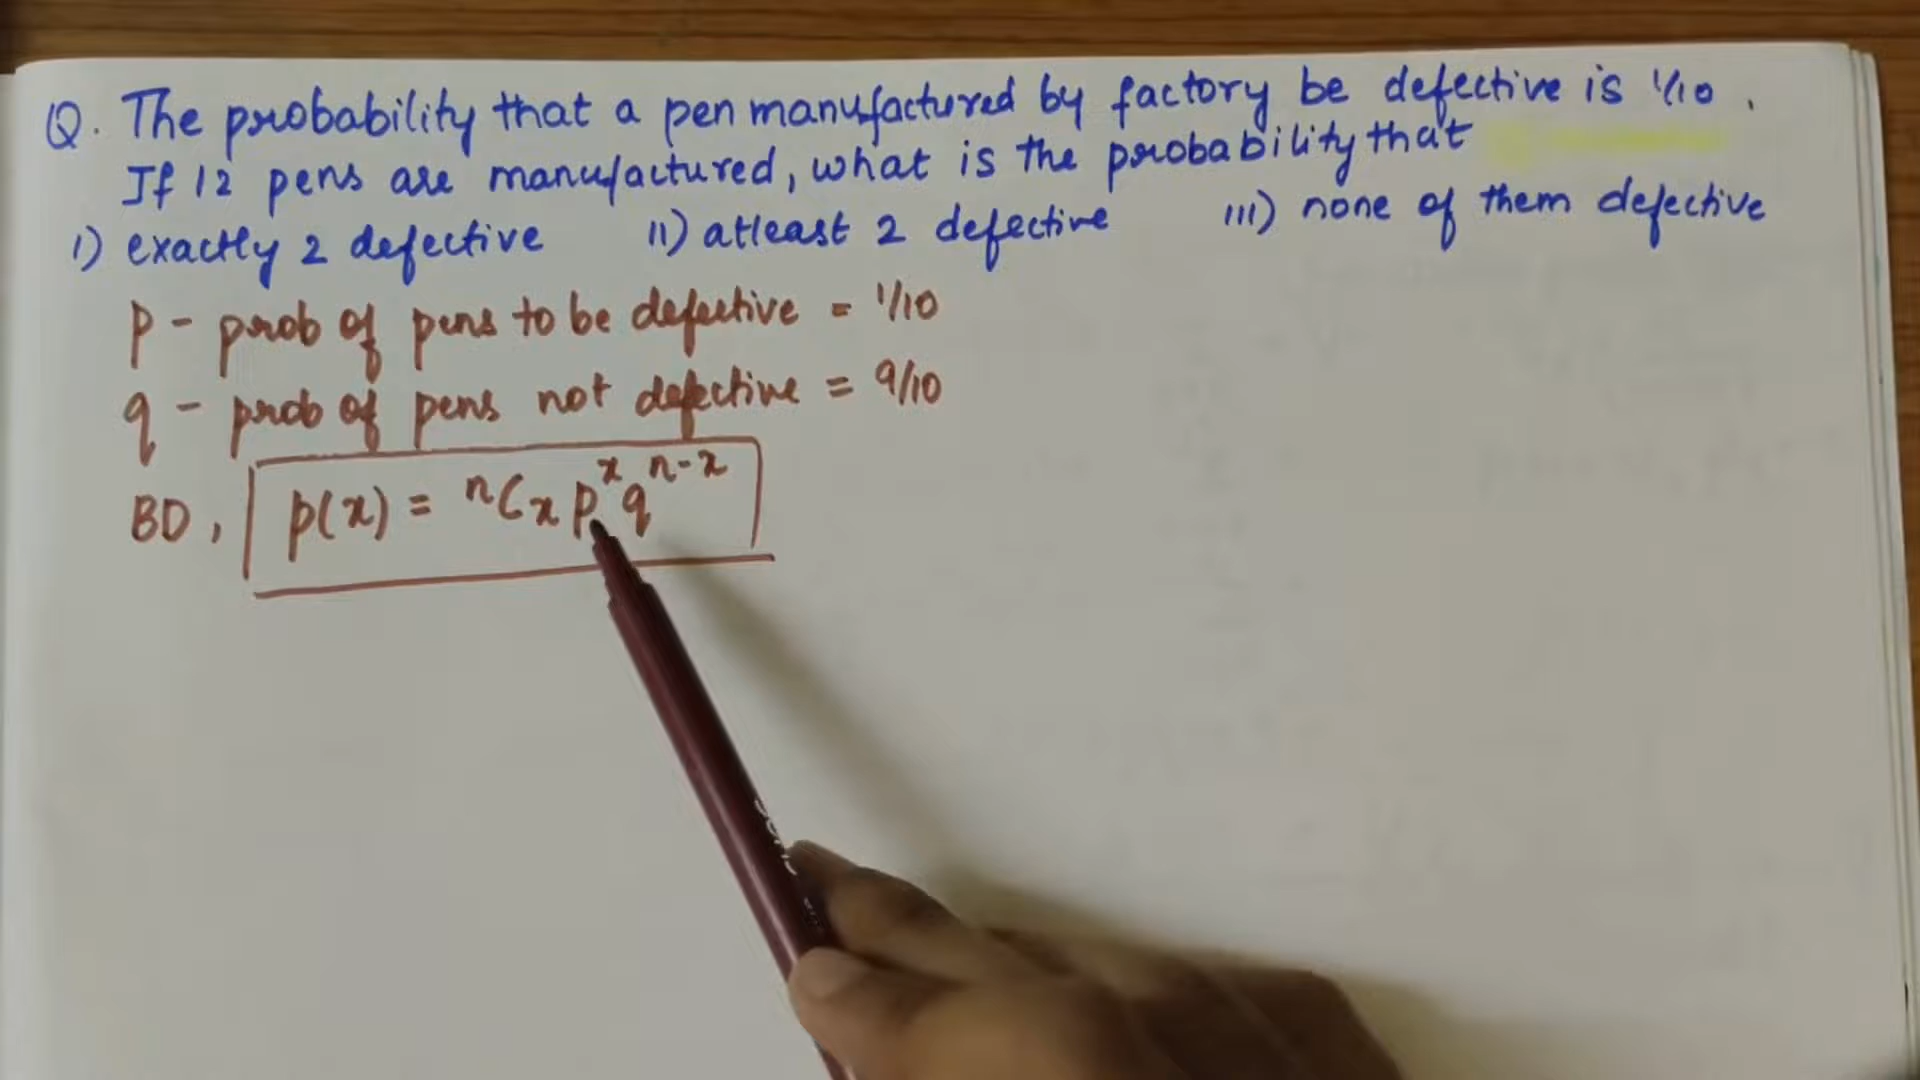 Q. The probability that a pen manufactured by factory be defective is 1/10.
If 12 pens are manufactured, what is the probability that
i) exactly 2 defective ii) atleast 2 defective iii) none of them defective
p - prob of pens to be defective = 1/10
q - prob of pens not defective = 9/10
BD, p(x) = ⁿCₓ pˣ qⁿ⁻ˣ